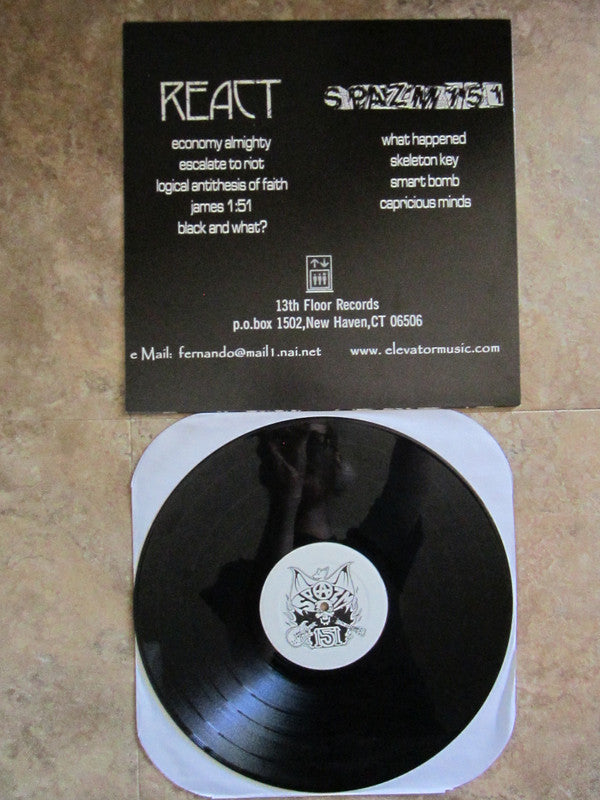 REACT
economy almighty
escalate to riot
logical antithesis of faith
james 1:51
black and what?
SPAZM 151
what happened
skeleton key
smart bomb
capricious minds
13th Floor Records
p.o.box 1502,New Haven,CT 06506
e Mail: fernando@mail1.nai.net
www. elevatormusic.com
SPAZM
151